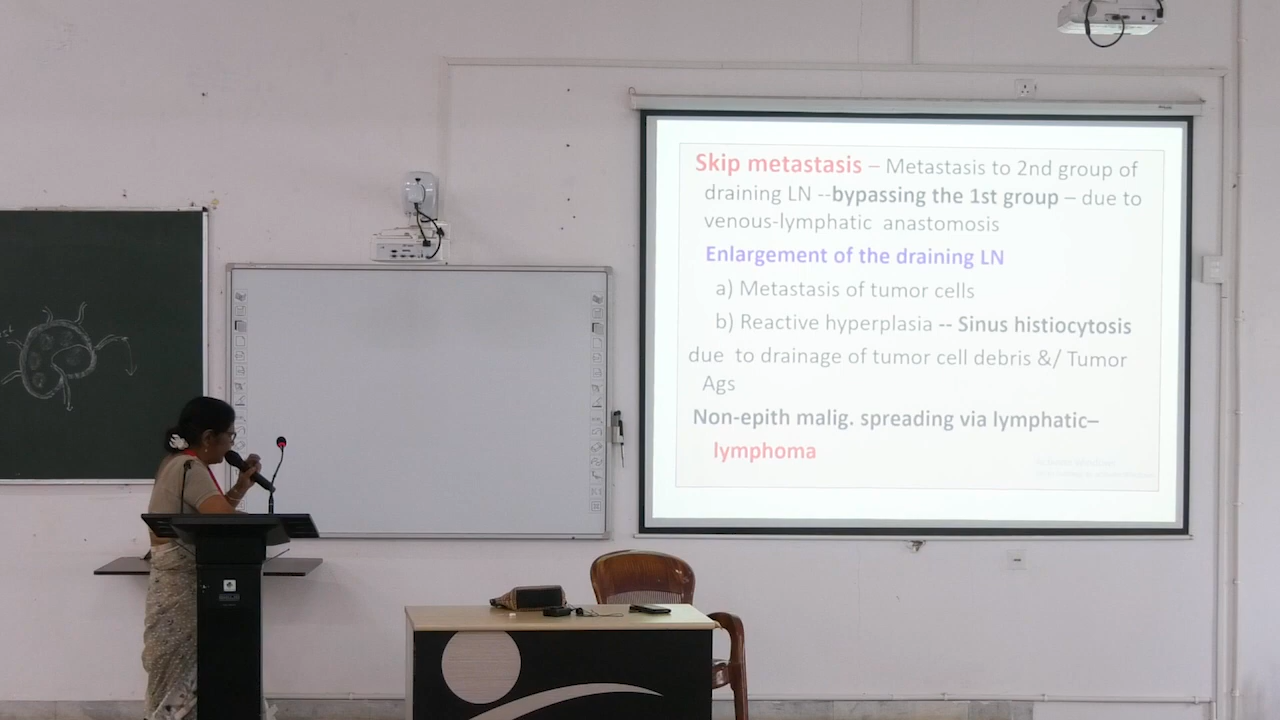 Skip metastasis – Metastasis to 2nd group of
draining LN --bypassing the 1st group – due to
venous-lymphatic anastomosis
Enlargement of the draining LN
a) Metastasis of tumor cells
b) Reactive hyperplasia -- Sinus histiocytosis
due to drainage of tumor cell debris &/ Tumor
Ags
Non-epith malig. spreading via lymphatic–
lymphoma